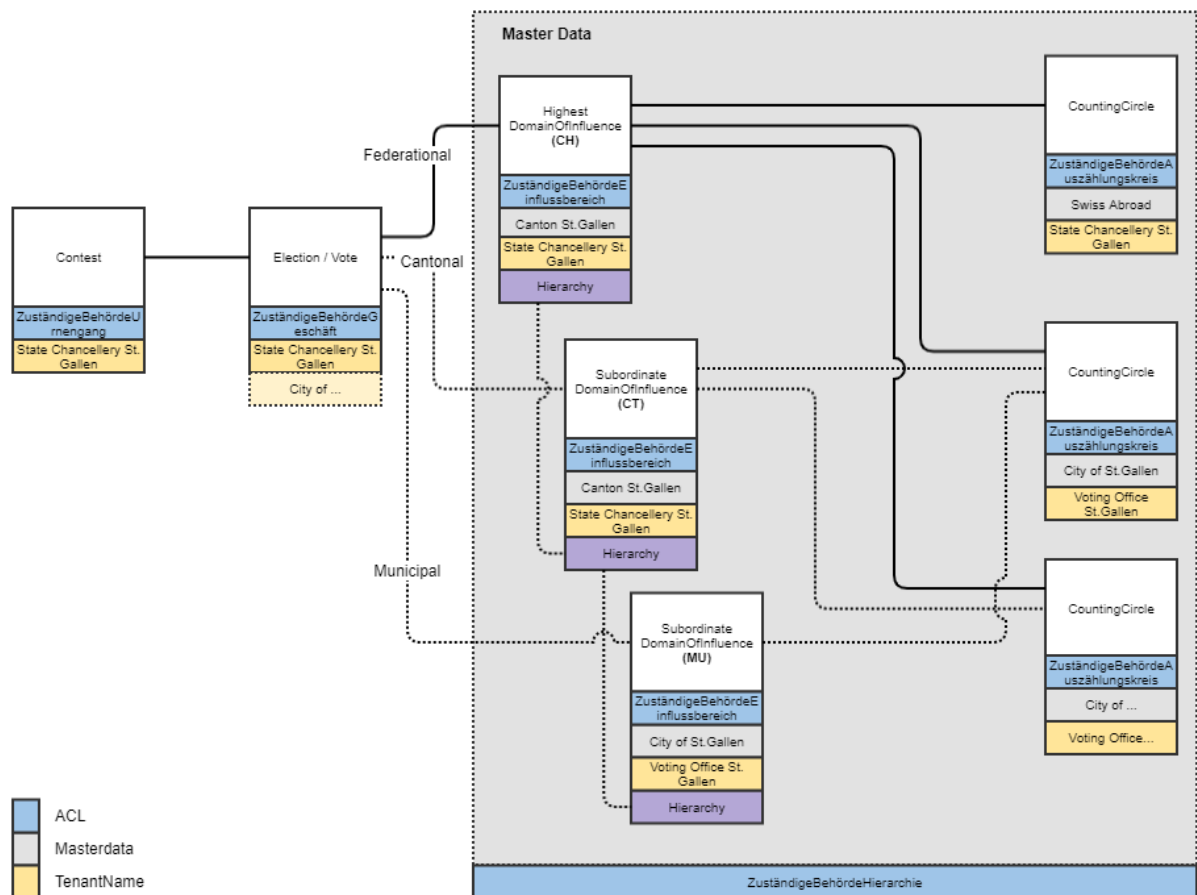 Master Data
Highest
DomainOfInfluence
(CH)
ZuständigeBehördeE
influssbereich
Canton St.Gallen
State Chancellery St.
Gallen
Hierarchy
CountingCircle
ZuständigeBehördeA
uszählungskreis
Swiss Abroad
State Chancellery St.
Gallen
Federational
Cantonal
Municipal
Contest
ZuständigeBehördeU
rnengang
State Chancellery St.
Gallen
Election / Vote
ZuständigeBehördeG
eschäft
State Chancellery St.
Gallen
City of ...
Subordinate
DomainOfInfluence
(CT)
ZuständigeBehördeE
influssbereich
Canton St.Gallen
State Chancellery St.
Gallen
Hierarchy
CountingCircle
ZuständigeBehördeA
uszählungskreis
City of St.Gallen
Voting Office
St.Gallen
Subordinate
DomainOfInfluence
(MU)
ZuständigeBehördeE
influssbereich
City of St.Gallen
Voting Office St.
Gallen
Hierarchy
CountingCircle
ZuständigeBehördeA
uszählungskreis
City of ...
Voting Office...
ACL
Masterdata
TenantName
ZuständigeBehördeHierarchie